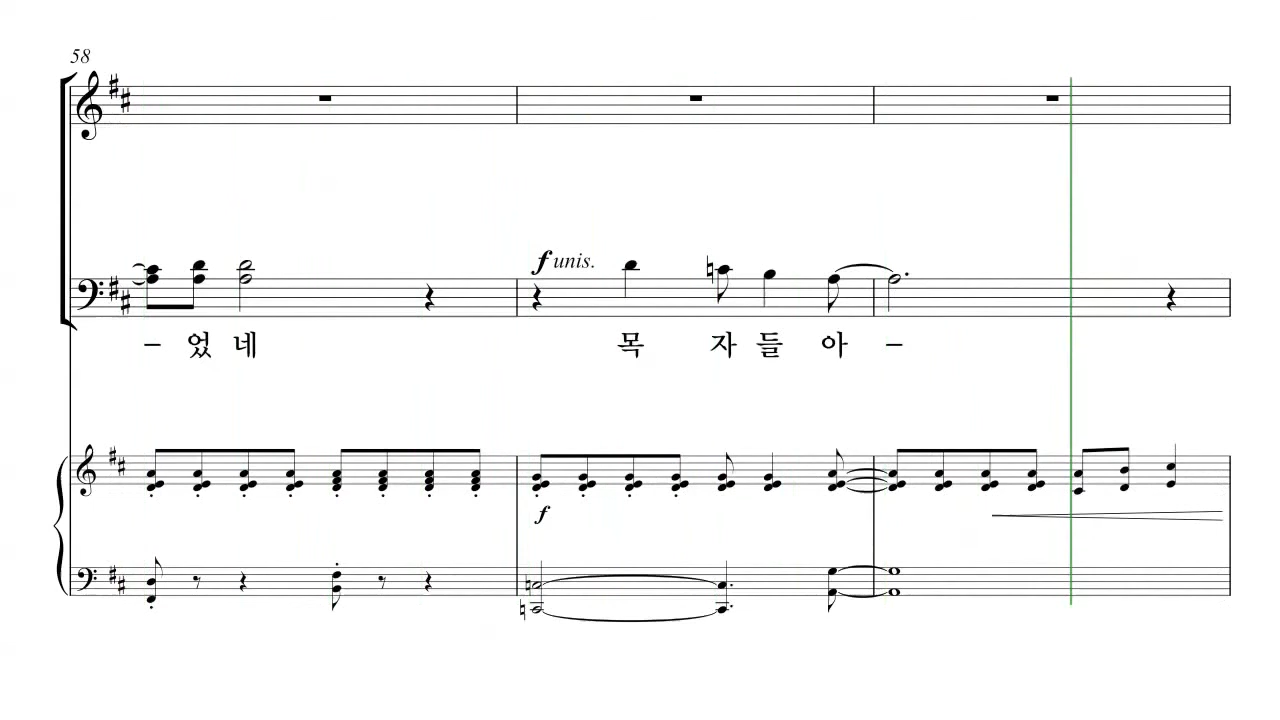 58
f unis.
– 었 네 목 자 들 아 –
f